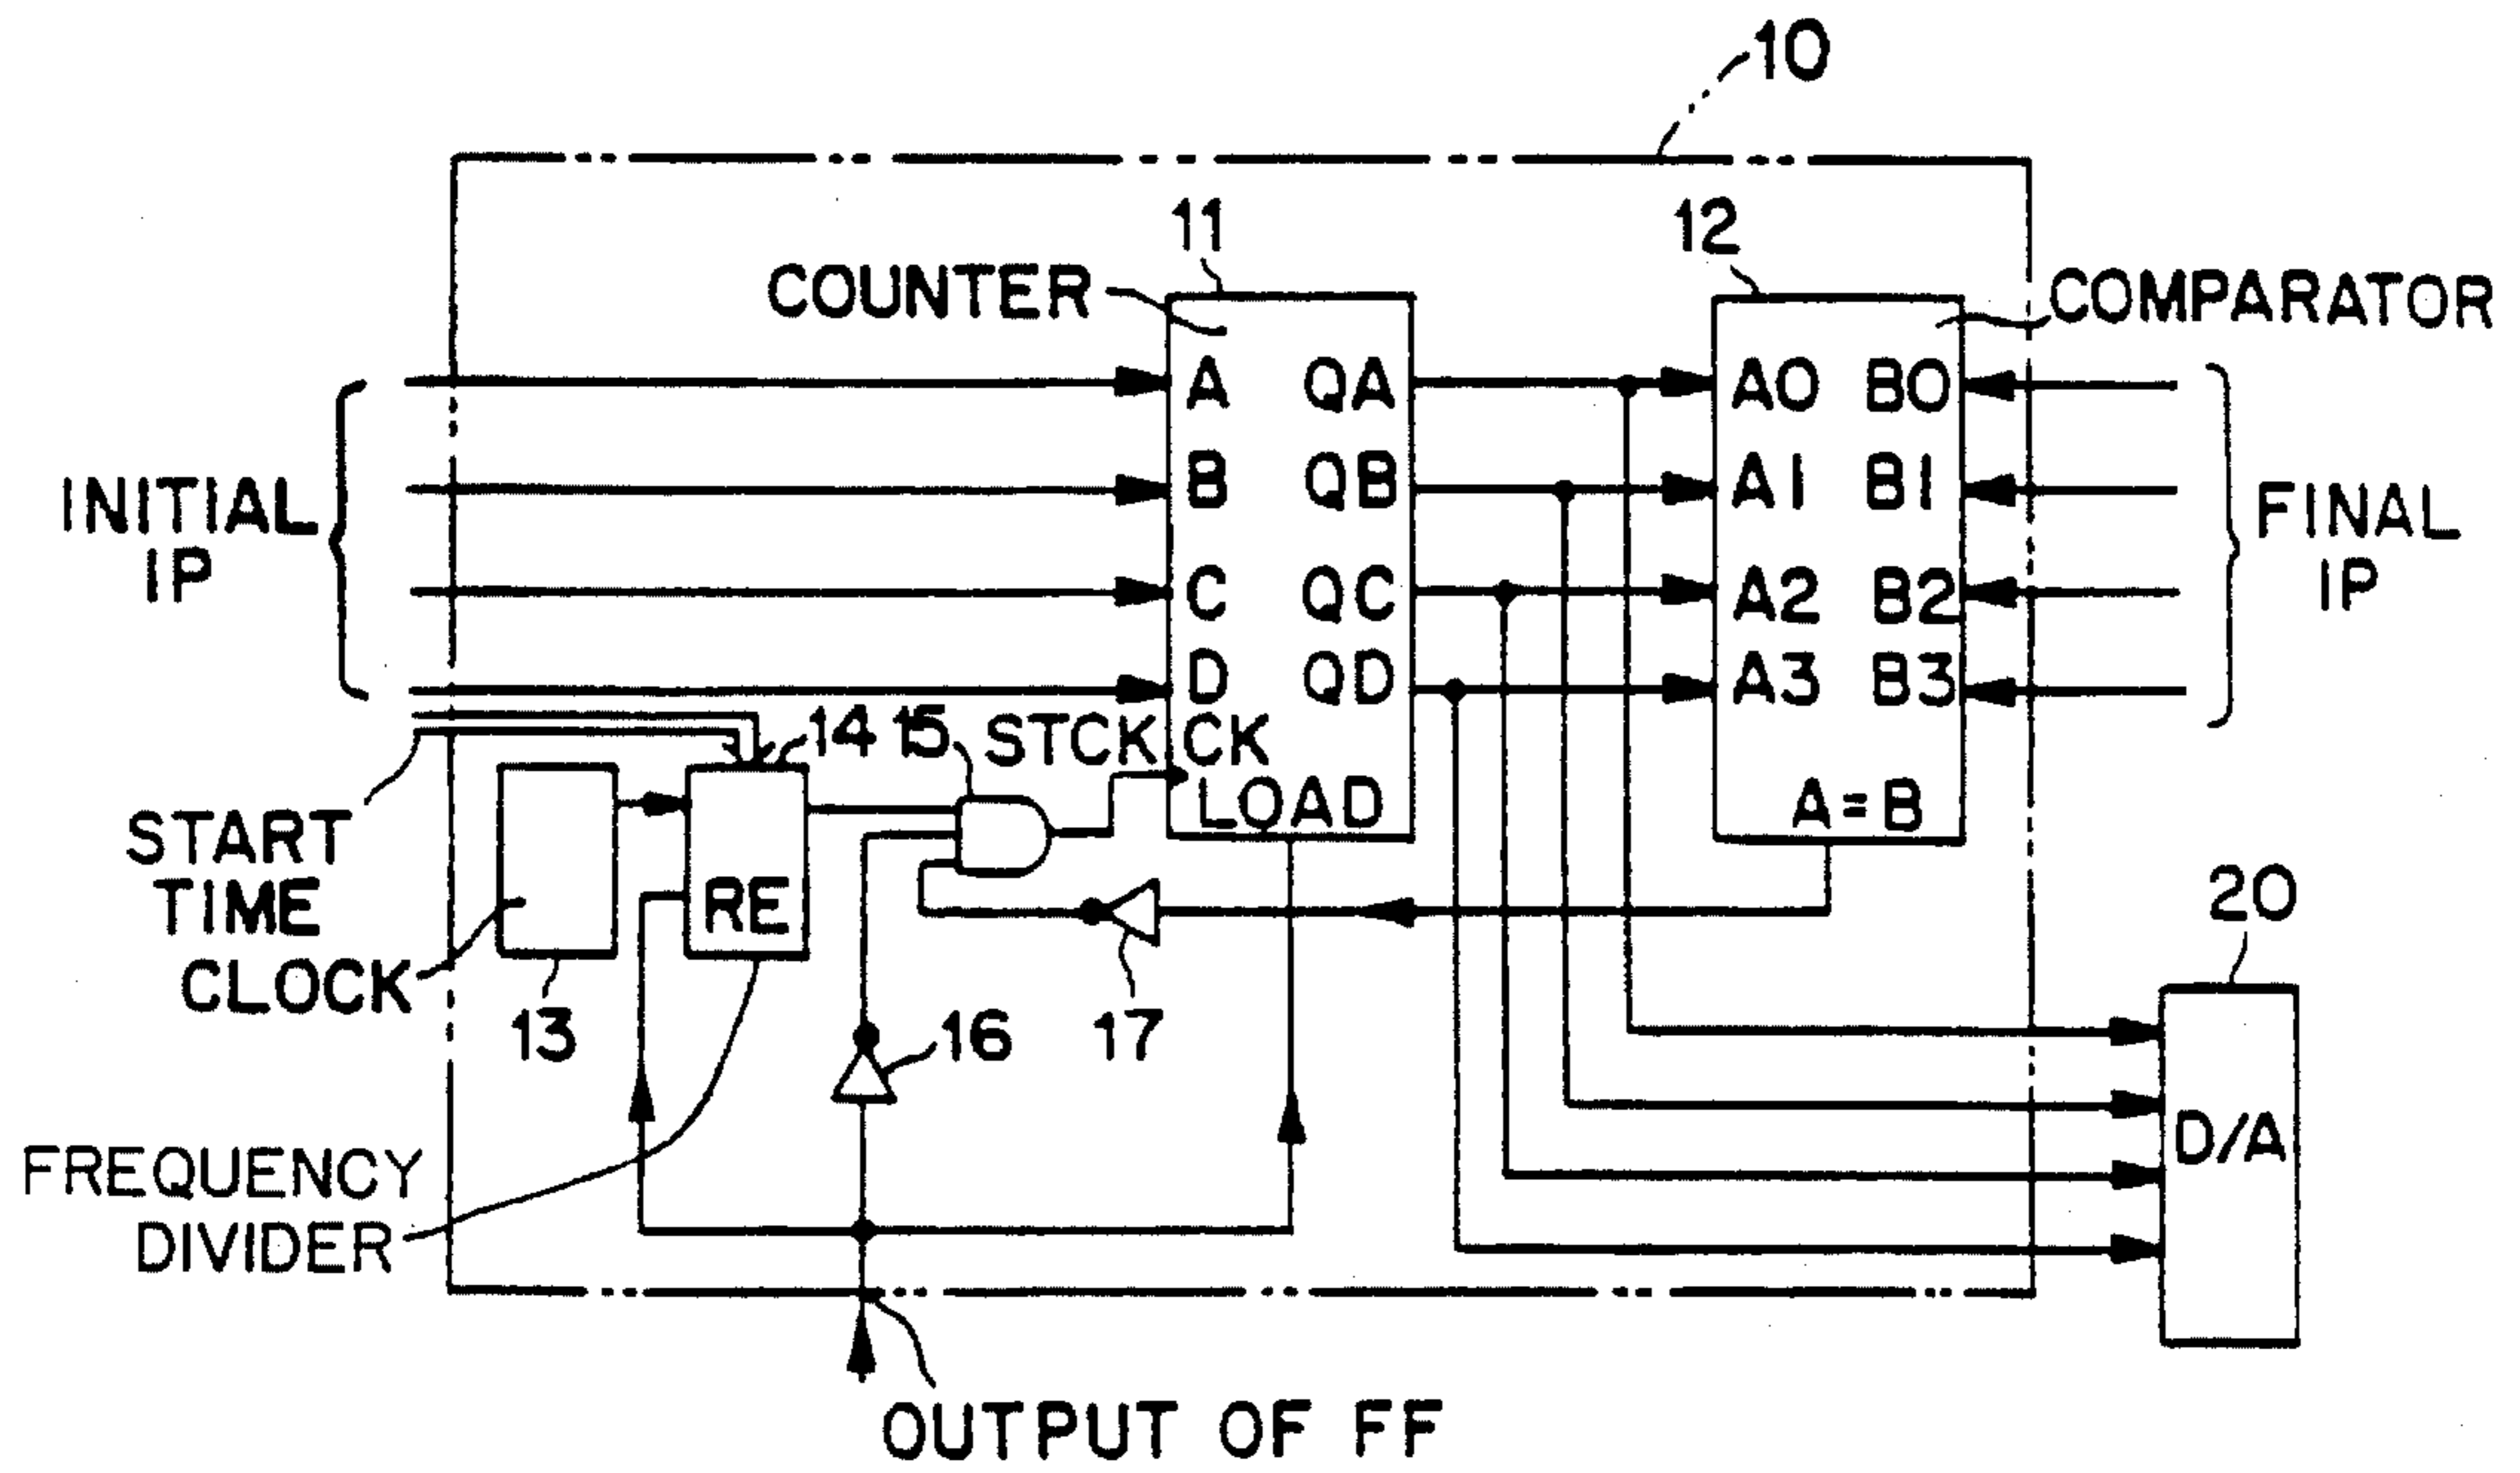 10
11
12
COUNTER
COMPARATOR
A QA
A0 B0
B QB
A1 B1
INITIAL
IP
FINAL
IP
C QC
A2 B2
D QD
A3 B3
14
15
STCK
CK
LOAD
A=B
START
TIME
RE
CLOCK
13
16
17
20
D/A
FREQUENCY
DIVIDER
OUTPUT OF FF